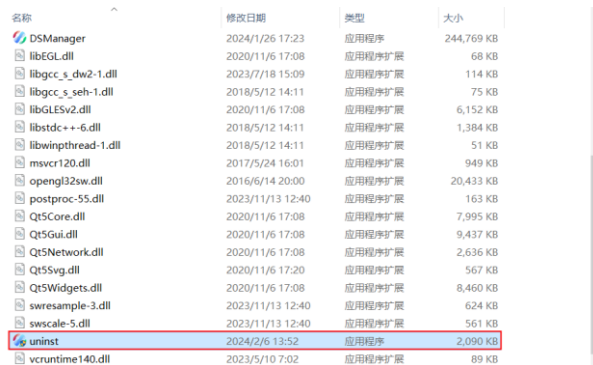 名称 修改日期 类型 大小
DSManager 2024/1/26 17:23 应用程序 244,769 KB
libEGL.dll 2020/11/6 17:08 应用程序扩展 68 KB
libgcc_s_dw2-1.dll 2023/7/18 15:09 应用程序扩展 114 KB
libgcc_s_seh-1.dll 2018/5/12 14:11 应用程序扩展 75 KB
libGLESv2.dll 2020/11/6 17:08 应用程序扩展 6,152 KB
libstdc++-6.dll 2018/5/12 14:11 应用程序扩展 1,384 KB
libwinpthread-1.dll 2018/5/12 14:11 应用程序扩展 51 KB
msvcr120.dll 2017/5/24 16:01 应用程序扩展 949 KB
opengl32sw.dll 2016/6/14 20:00 应用程序扩展 20,433 KB
postproc-55.dll 2023/11/13 12:40 应用程序扩展 163 KB
Qt5Core.dll 2020/11/6 17:08 应用程序扩展 7,995 KB
Qt5Gui.dll 2020/11/6 17:08 应用程序扩展 9,437 KB
Qt5Network.dll 2020/11/6 17:08 应用程序扩展 2,636 KB
Qt5Svg.dll 2020/11/6 17:20 应用程序扩展 567 KB
Qt5Widgets.dll 2020/11/6 17:08 应用程序扩展 8,460 KB
swresample-3.dll 2023/11/13 12:40 应用程序扩展 624 KB
swscale-5.dll 2023/11/13 12:40 应用程序扩展 561 KB
uninst 2024/2/6 13:52 应用程序 2,090 KB
vcruntime140.dll 2023/5/10 7:02 应用程序扩展 89 KB